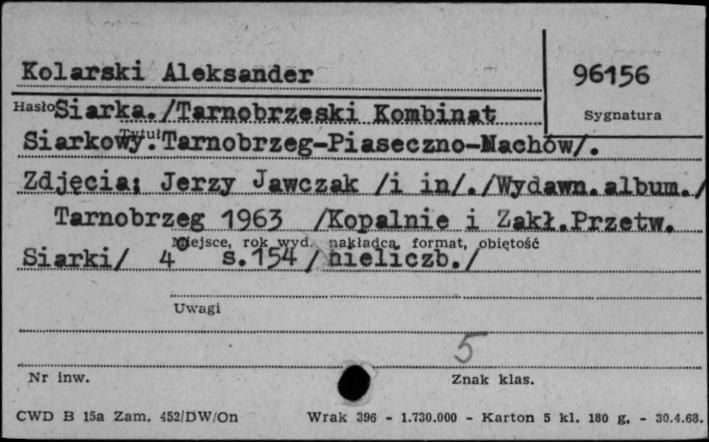 Kolarski Aleksander
96156
Hasło Siarka./Tarnobrzeski Kombinat
Sygnatura
Siarkowy.Tarnobrzeg-Piaseczno-Machów/.
Tytuł
Zdjęcia; Jerzy Jawczak /i in/./Wydawn.album./
Tarnobrzeg 1963 /Kopalnie i Zakł.Przetw.
Miejsce, rok wyd. nakładca, format, objętość
Siarki/ 4° s.154 /nieliczb./
Uwagi
5
Nr inw.
Znak klas.
CWD B 15a Zam. 452/DW/On
Wrak 396 - 1.730.000 - Karton 5 kl. 180 g. - 30.4.63.